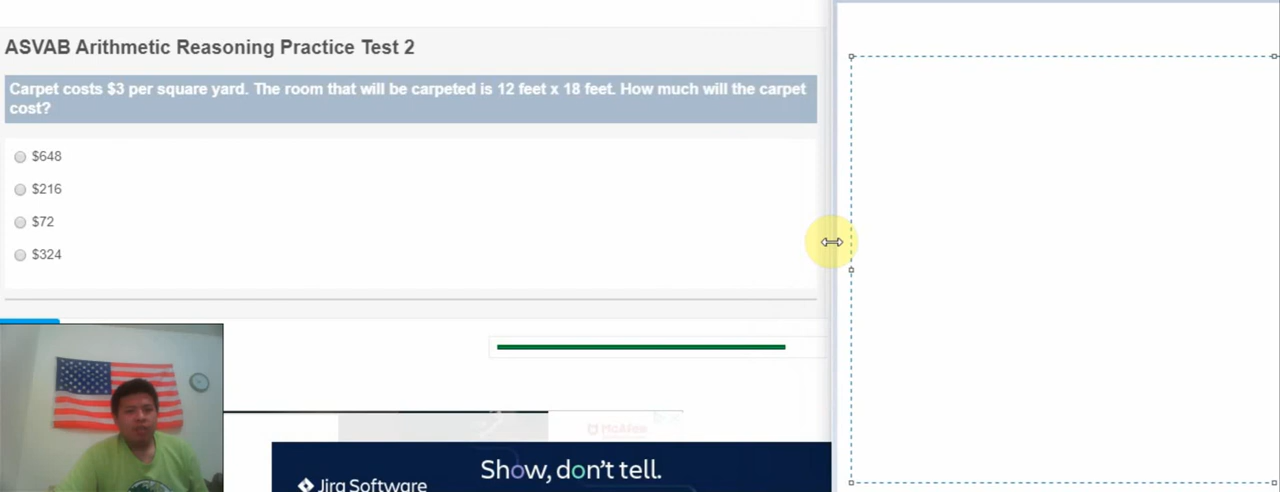 ASVAB Arithmetic Reasoning Practice Test 2
Carpet costs $3 per square yard. The room that will be carpeted is 12 feet x 18 feet. How much will the carpet
cost?
$648
$216
$72
$324
McAfee
Show, don't tell.
Jira Software